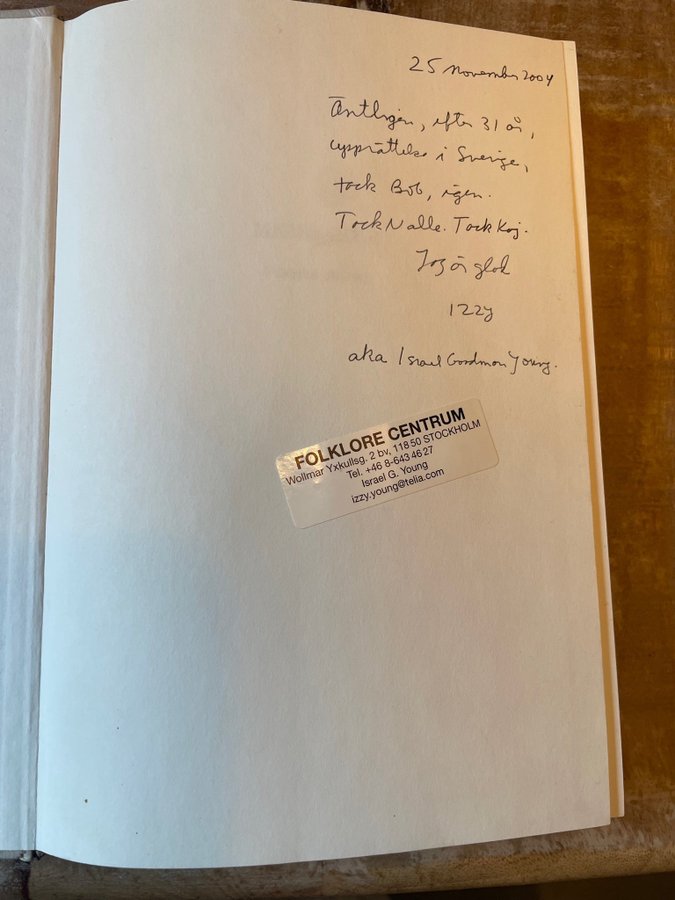 25 november 2004
Äntligen, efter 31 år,
upprättelse i Sverige,
tack Bob, igen.
Tack Nalle. Tack Kaj.
Jag är glad
Izzy
aka Israel Goodman Young.
FOLKLORE CENTRUM
Wollmar Yxkullsg. 2 bv, 118 50 STOCKHOLM
Tel. +46 8-643 46 27
Israel G. Young
izzy.young@telia.com